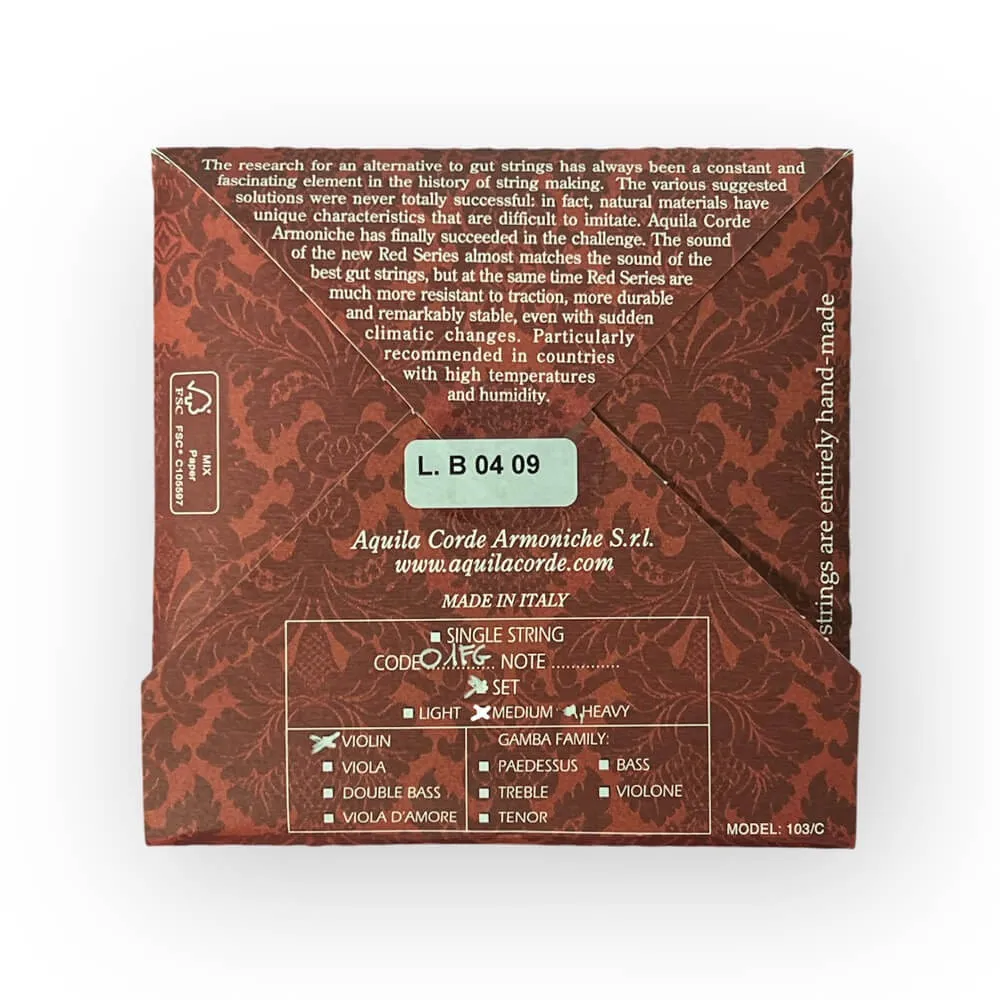 The research for an alternative to gut strings has always been a constant and
fascinating element in the history of string making. The various suggested
solutions were never totally successful: in fact, natural materials have
unique characteristics that are difficult to imitate. Aquila Corde
Armoniche has finally succeeded in the challenge. The sound
of the new Red Series almost matches the sound of the
best gut strings, but at the same time Red Series are
much more resistant to traction, more durable
and remarkably stable, even with sudden
climatic changes. Particularly
recommended in countries
with high temperatures
and humidity.
strings are entirely hand-made
FSC
MIX
Paper
FSC® C105597
L. B 04 09
Aquila Corde Armoniche S.r.l.
www.aquilacorde.com
MADE IN ITALY
SINGLE STRING
CODE 01FG NOTE ..............
SET
LIGHT MEDIUM HEAVY
VIOLIN
VIOLA
DOUBLE BASS
VIOLA D'AMORE
GAMBA FAMILY:
PAEDESSUS BASS
TREBLE VIOLONE
TENOR
MODEL: 103/C